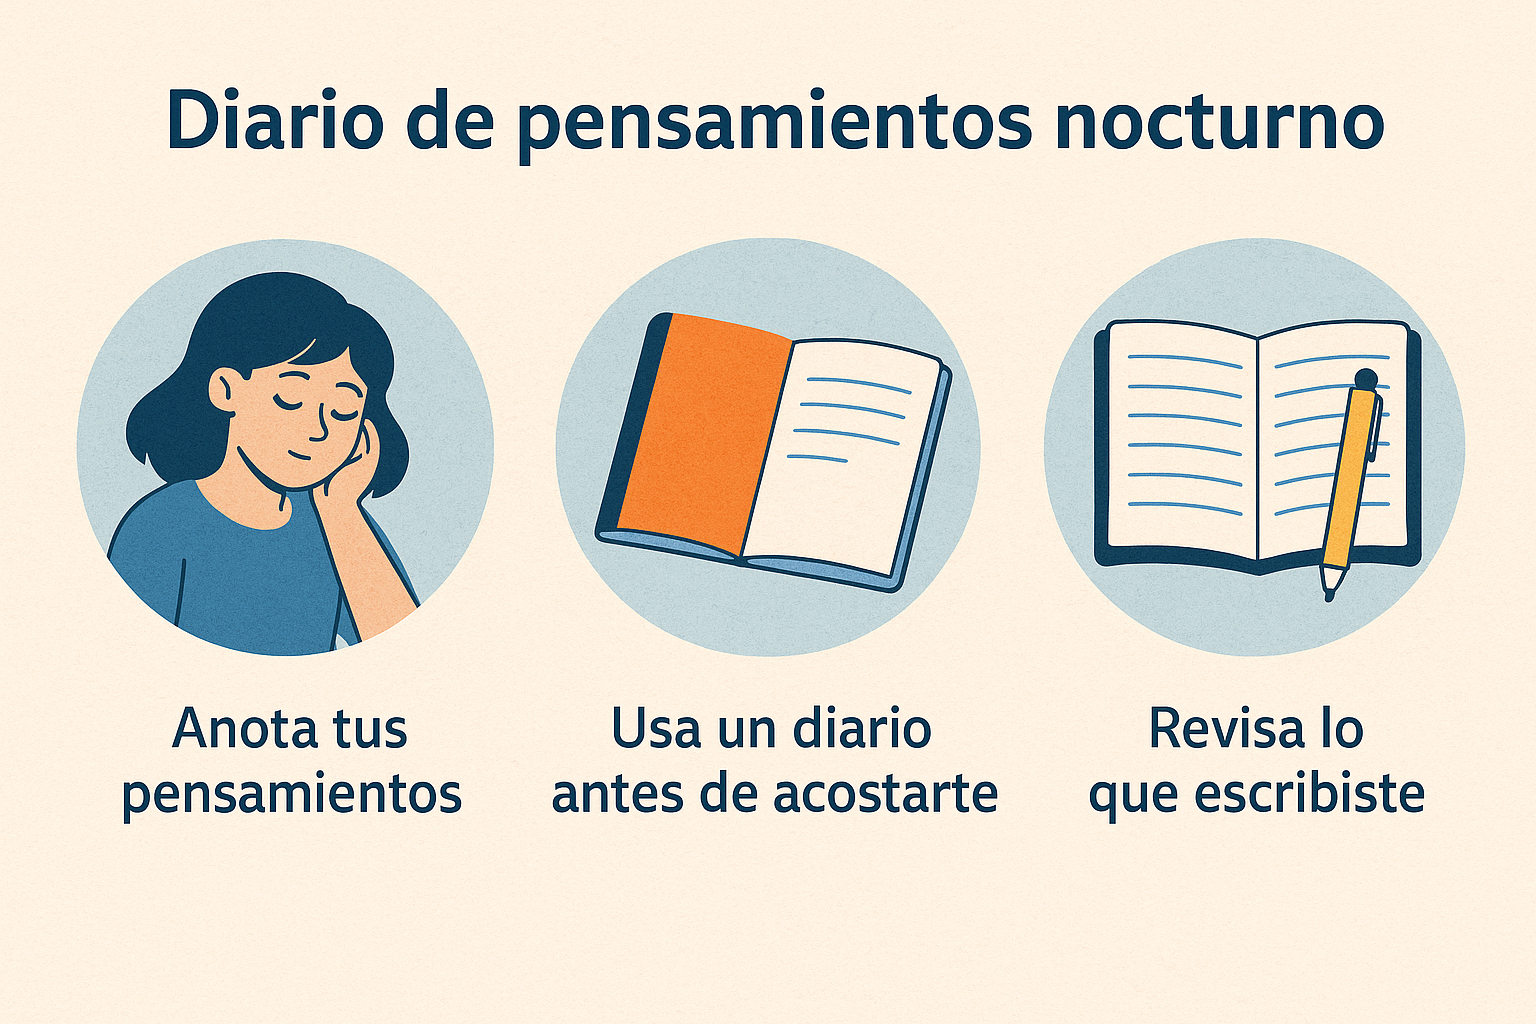 Diario de pensamientos nocturno
Anota tus
pensamientos
Usa un diario
antes de acostarte
Revisa lo
que escribiste